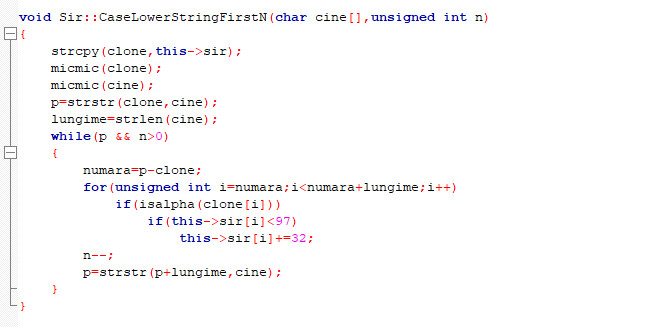 void Sir::CaseLowerStringFirstN(char cine[],unsigned int n)
{
    strcpy(clone,this->sir);
    micmic(clone);
    micmic(cine);
    p=strstr(clone,cine);
    lungime=strlen(cine);
    while(p && n>0)
    {
        numara=p-clone;
        for(unsigned int i=numara;i<numara+lungime;i++)
            if(isalpha(clone[i]))
                if(this->sir[i]<97)
                    this->sir[i]+=32;
        n--;
        p=strstr(p+lungime,cine);
    }
}